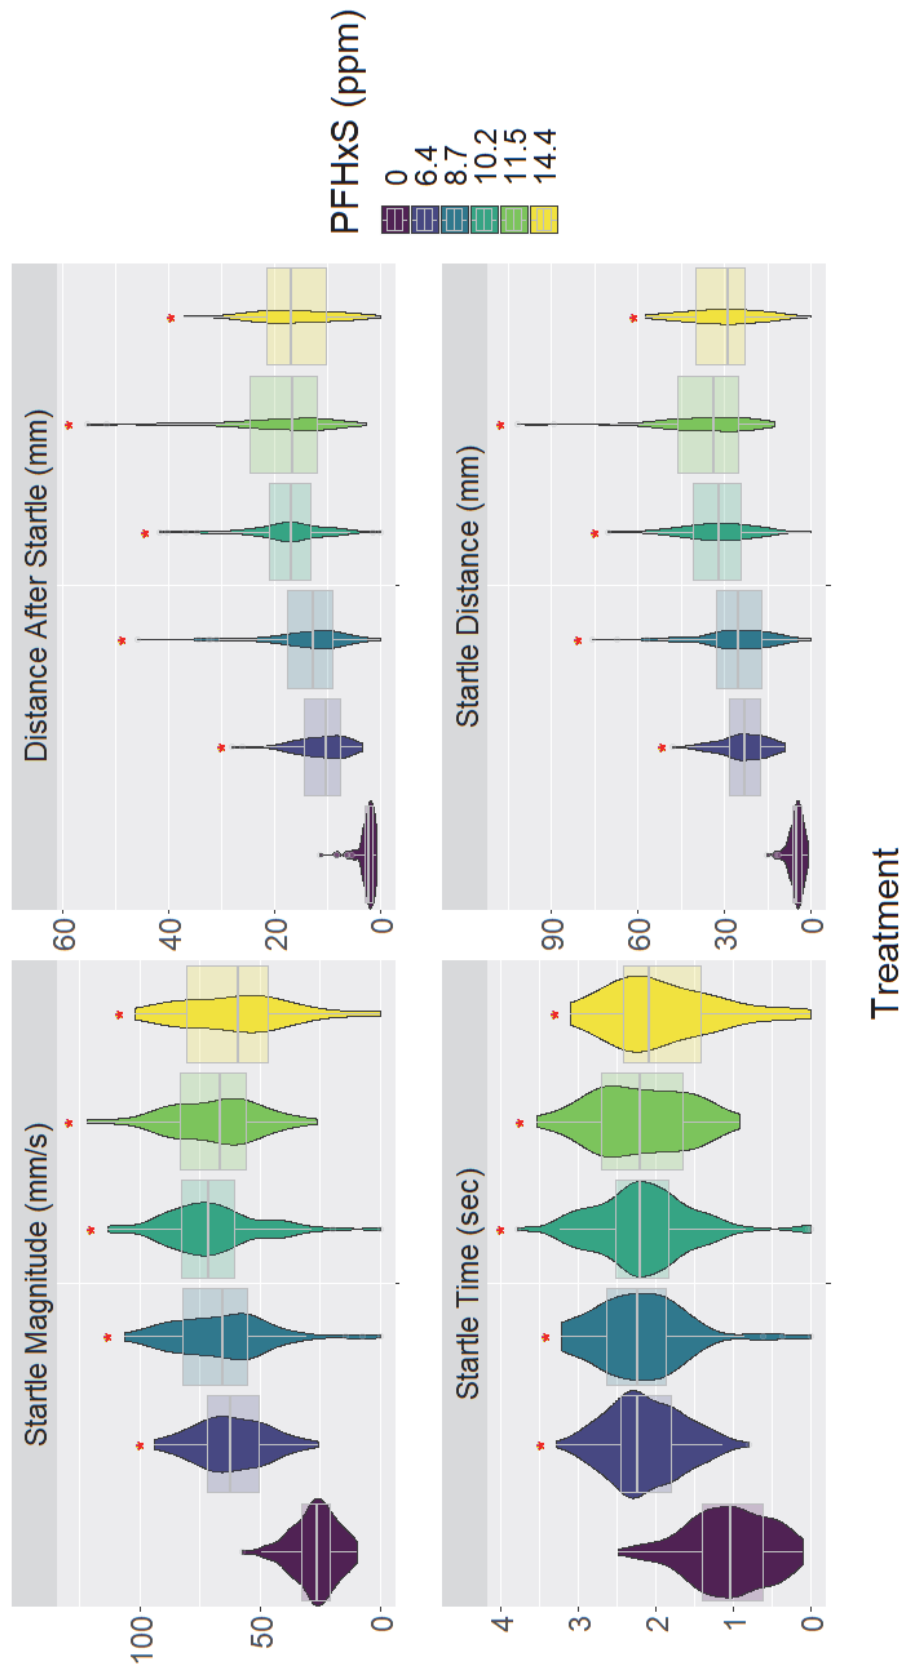 Startle Magnitude (mm/s)
100
50
0
Distance After Startle (mm)
60
40
20
0
Startle Time (sec)
4
3
2
1
0
Startle Distance (mm)
90
60
30
0
Treatment
PFHxS (ppm)
0
6.4
8.7
10.2
11.5
14.4
* * * * *
* * * * *
* * * * *
* * * * *